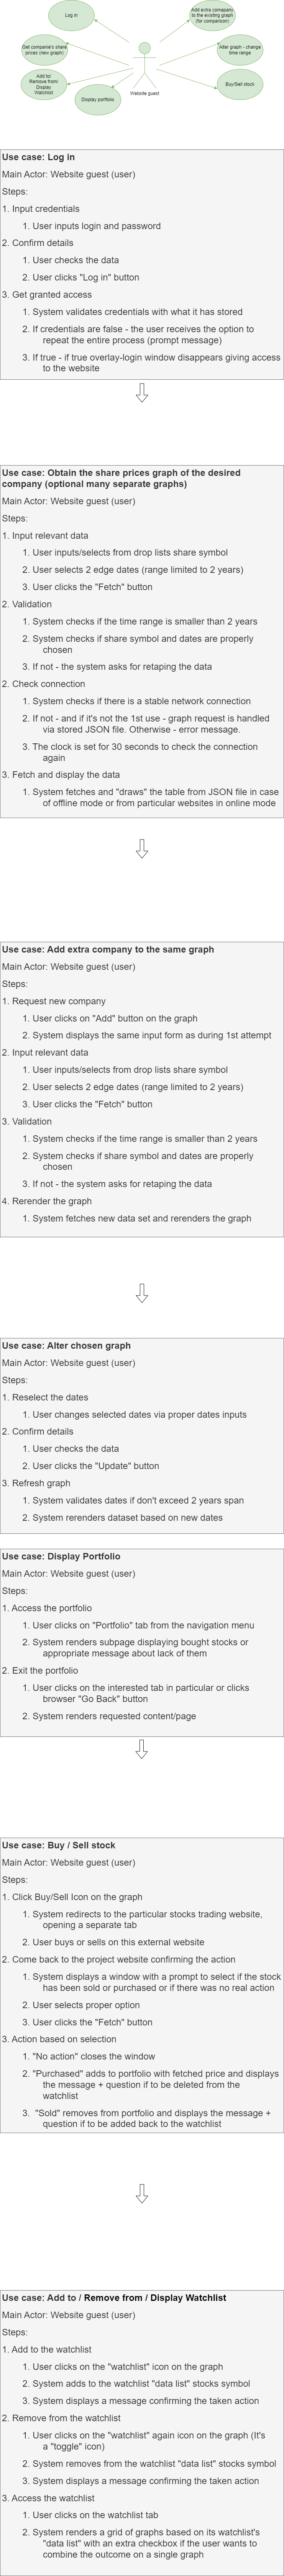 Log in
Add extra comapany
to the existing graph
(for comparison)
Get companie's share
prices (new graph)
Alter graph - change
time range
Add to/
Remove from/
Display
Watchlist
Buy/Sell stock
Display portfolio
Website guest
Use case: Log in
Main Actor: Website guest (user)
Steps:
1. Input credentials
1. User inputs login and password
2. Confirm details
1. User checks the data
2. User clicks "Log in" button
3. Get granted access
1. System validates credentials with what it has stored
2. If credentials are false - the user receives the option to
repeat the entire process (prompt message)
3. If true - if true overlay-login window disappears giving access
to the website
Use case: Obtain the share prices graph of the desired
company (optional many separate graphs)
Main Actor: Website guest (user)
Steps:
1. Input relevant data
1. User inputs/selects from drop lists share symbol
2. User selects 2 edge dates (range limited to 2 years)
3. User clicks the "Fetch" button
2. Validation
1. System checks if the time range is smaller than 2 years
2. System checks if share symbol and dates are properly
chosen
3. If not - the system asks for retaping the data
2. Check connection
1. System checks if there is a stable network connection
2. If not - and if it's not the 1st use - graph request is handled
via stored JSON file. Otherwise - error message.
3. The clock is set for 30 seconds to check the connection
again
3. Fetch and display the data
1. System fetches and "draws" the table from JSON file in case
of offline mode or from particular websites in online mode
Use case: Add extra company to the same graph
Main Actor: Website guest (user)
Steps:
1. Request new company
1. User clicks on "Add" button on the graph
2. System displays the same input form as during 1st attempt
2. Input relevant data
1. User inputs/selects from drop lists share symbol
2. User selects 2 edge dates (range limited to 2 years)
3. User clicks the "Fetch" button
3. Validation
1. System checks if the time range is smaller than 2 years
2. System checks if share symbol and dates are properly
chosen
3. If not - the system asks for retaping the data
4. Rerender the graph
1. System fetches new data set and rerenders the graph
Use case: Alter chosen graph
Main Actor: Website guest (user)
Steps:
1. Reselect the dates
1. User changes selected dates via proper dates inputs
2. Confirm details
1. User checks the data
2. User clicks the "Update" button
3. Refresh graph
1. System validates dates if don't exceed 2 years span
2. System rerenders dataset based on new dates
Use case: Display Portfolio
Main Actor: Website guest (user)
Steps:
1. Access the portfolio
1. User clicks on "Portfolio" tab from the navigation menu
2. System renders subpage displaying bought stocks or
appropriate message about lack of them
2. Exit the portfolio
1. User clicks on the interested tab in particular or clicks
browser "Go Back" button
2. System renders requested content/page
Use case: Buy / Sell stock
Main Actor: Website guest (user)
Steps:
1. Click Buy/Sell Icon on the graph
1. System redirects to the particular stocks trading website,
opening a separate tab
2. User buys or sells on this external website
2. Come back to the project website confirming the action
1. System displays a window with a prompt to select if the stock
has been sold or purchased or if there was no real action
2. User selects proper option
3. User clicks the "Fetch" button
3. Action based on selection
1. "No action" closes the window
2. "Purchased" adds to portfolio with fetched price and displays
the message + question if to be deleted from the
watchlist
3. "Sold" removes from portfolio and displays the message +
question if to be added back to the watchlist
Use case: Add to / Remove from / Display Watchlist
Main Actor: Website guest (user)
Steps:
1. Add to the watchlist
1. User clicks on the "watchlist" icon on the graph
2. System adds to the watchlist "data list" stocks symbol
3. System displays a message confirming the taken action
2. Remove from the watchlist
1. User clicks on the "watchlist" again icon on the graph (It's
a "toggle" icon)
2. System removes from the watchlist "data list" stocks symbol
3. System displays a message confirming the taken action
3. Access the watchlist
1. User clicks on the watchlist tab
2. System renders a grid of graphs based on its watchlist's
"data list" with an extra checkbox if the user wants to
combine the outcome on a single graph